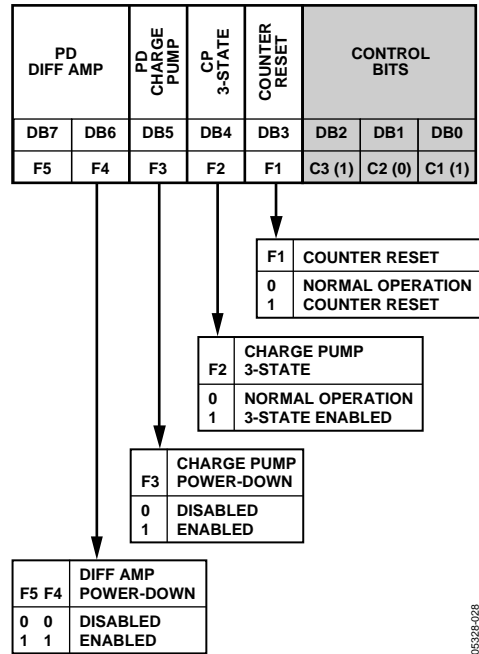 PD DIFF AMP
PD CHARGE PUMP
CP 3-STATE
COUNTER RESET
CONTROL BITS
DB7 DB6 DB5 DB4 DB3 DB2 DB1 DB0
F5 F4 F3 F2 F1 C3 (1) C2 (0) C1 (1)
F1 COUNTER RESET
0 NORMAL OPERATION
1 COUNTER RESET
CHARGE PUMP
F2 3-STATE
0 NORMAL OPERATION
1 3-STATE ENABLED
CHARGE PUMP
F3 POWER-DOWN
0 DISABLED
1 ENABLED
DIFF AMP
F5 F4 POWER-DOWN
0 0 DISABLED
1 1 ENABLED
05328-028